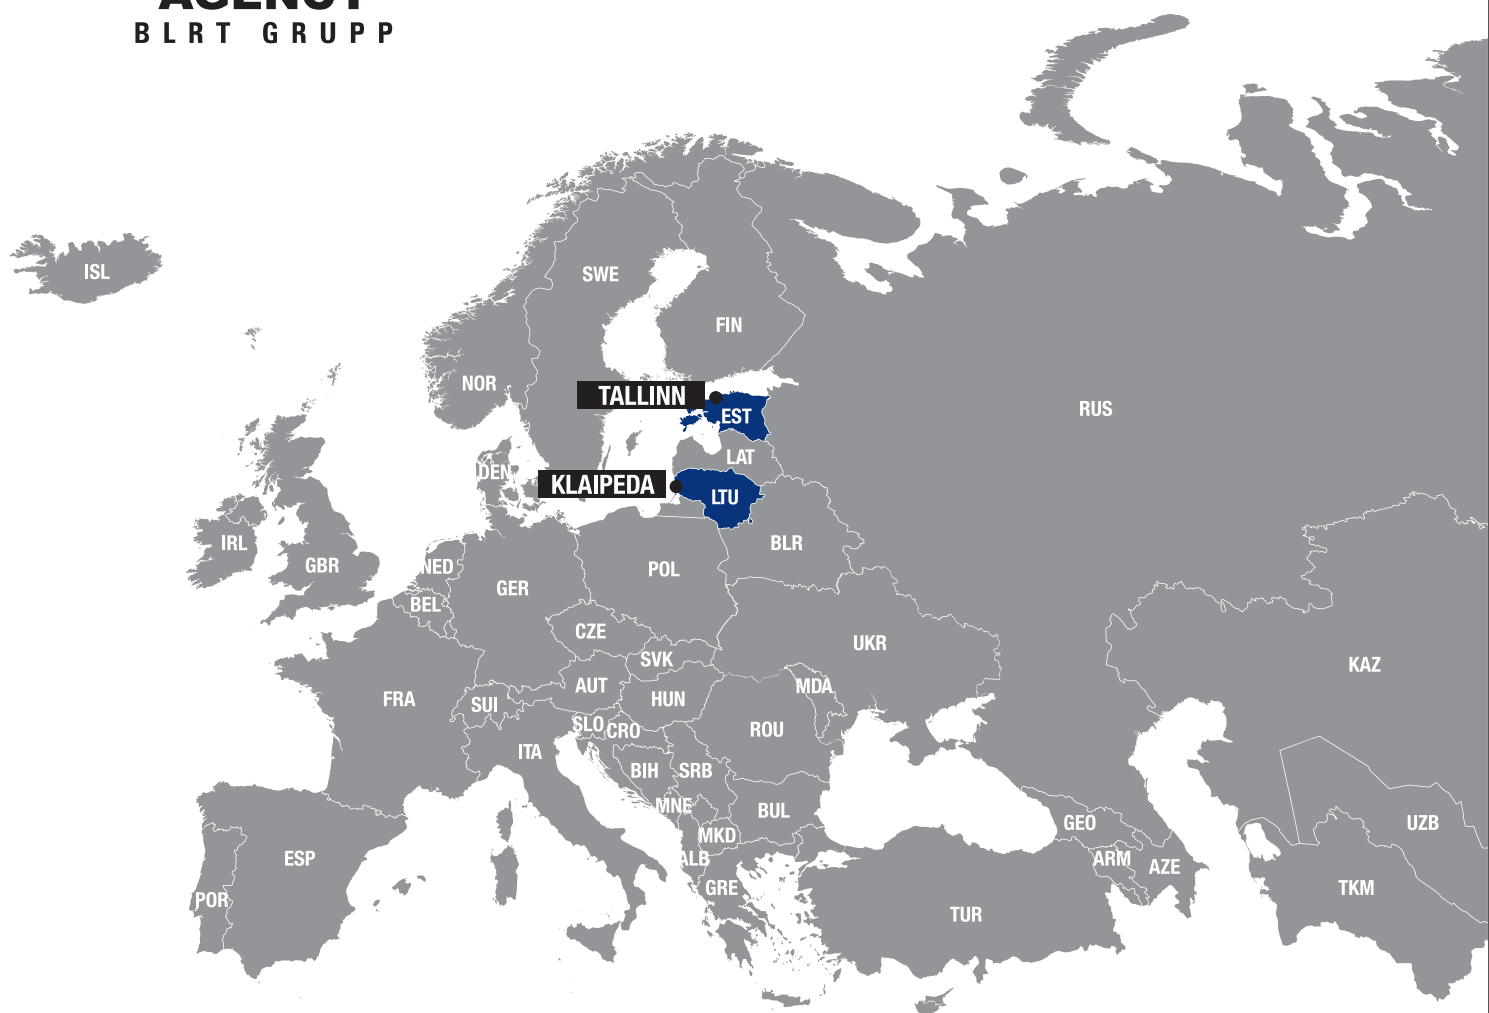 AGENCY
BLRT GRUPP
ISL
SWE
FIN
NOR
TALLINN
EST
RUS
LAT
DEN
KLAIPEDA
LTU
IRL
GBR
NED
BLR
POL
GER
BEL
CZE
UKR
SVK
KAZ
AUT
MDA
HUN
FRA
SUI
SLO
CRO
ROU
ITA
BIH
SRB
MNE
BUL
GEO
UZB
MKD
ESP
ALB
ARM
AZE
GRE
TKM
POR
TUR